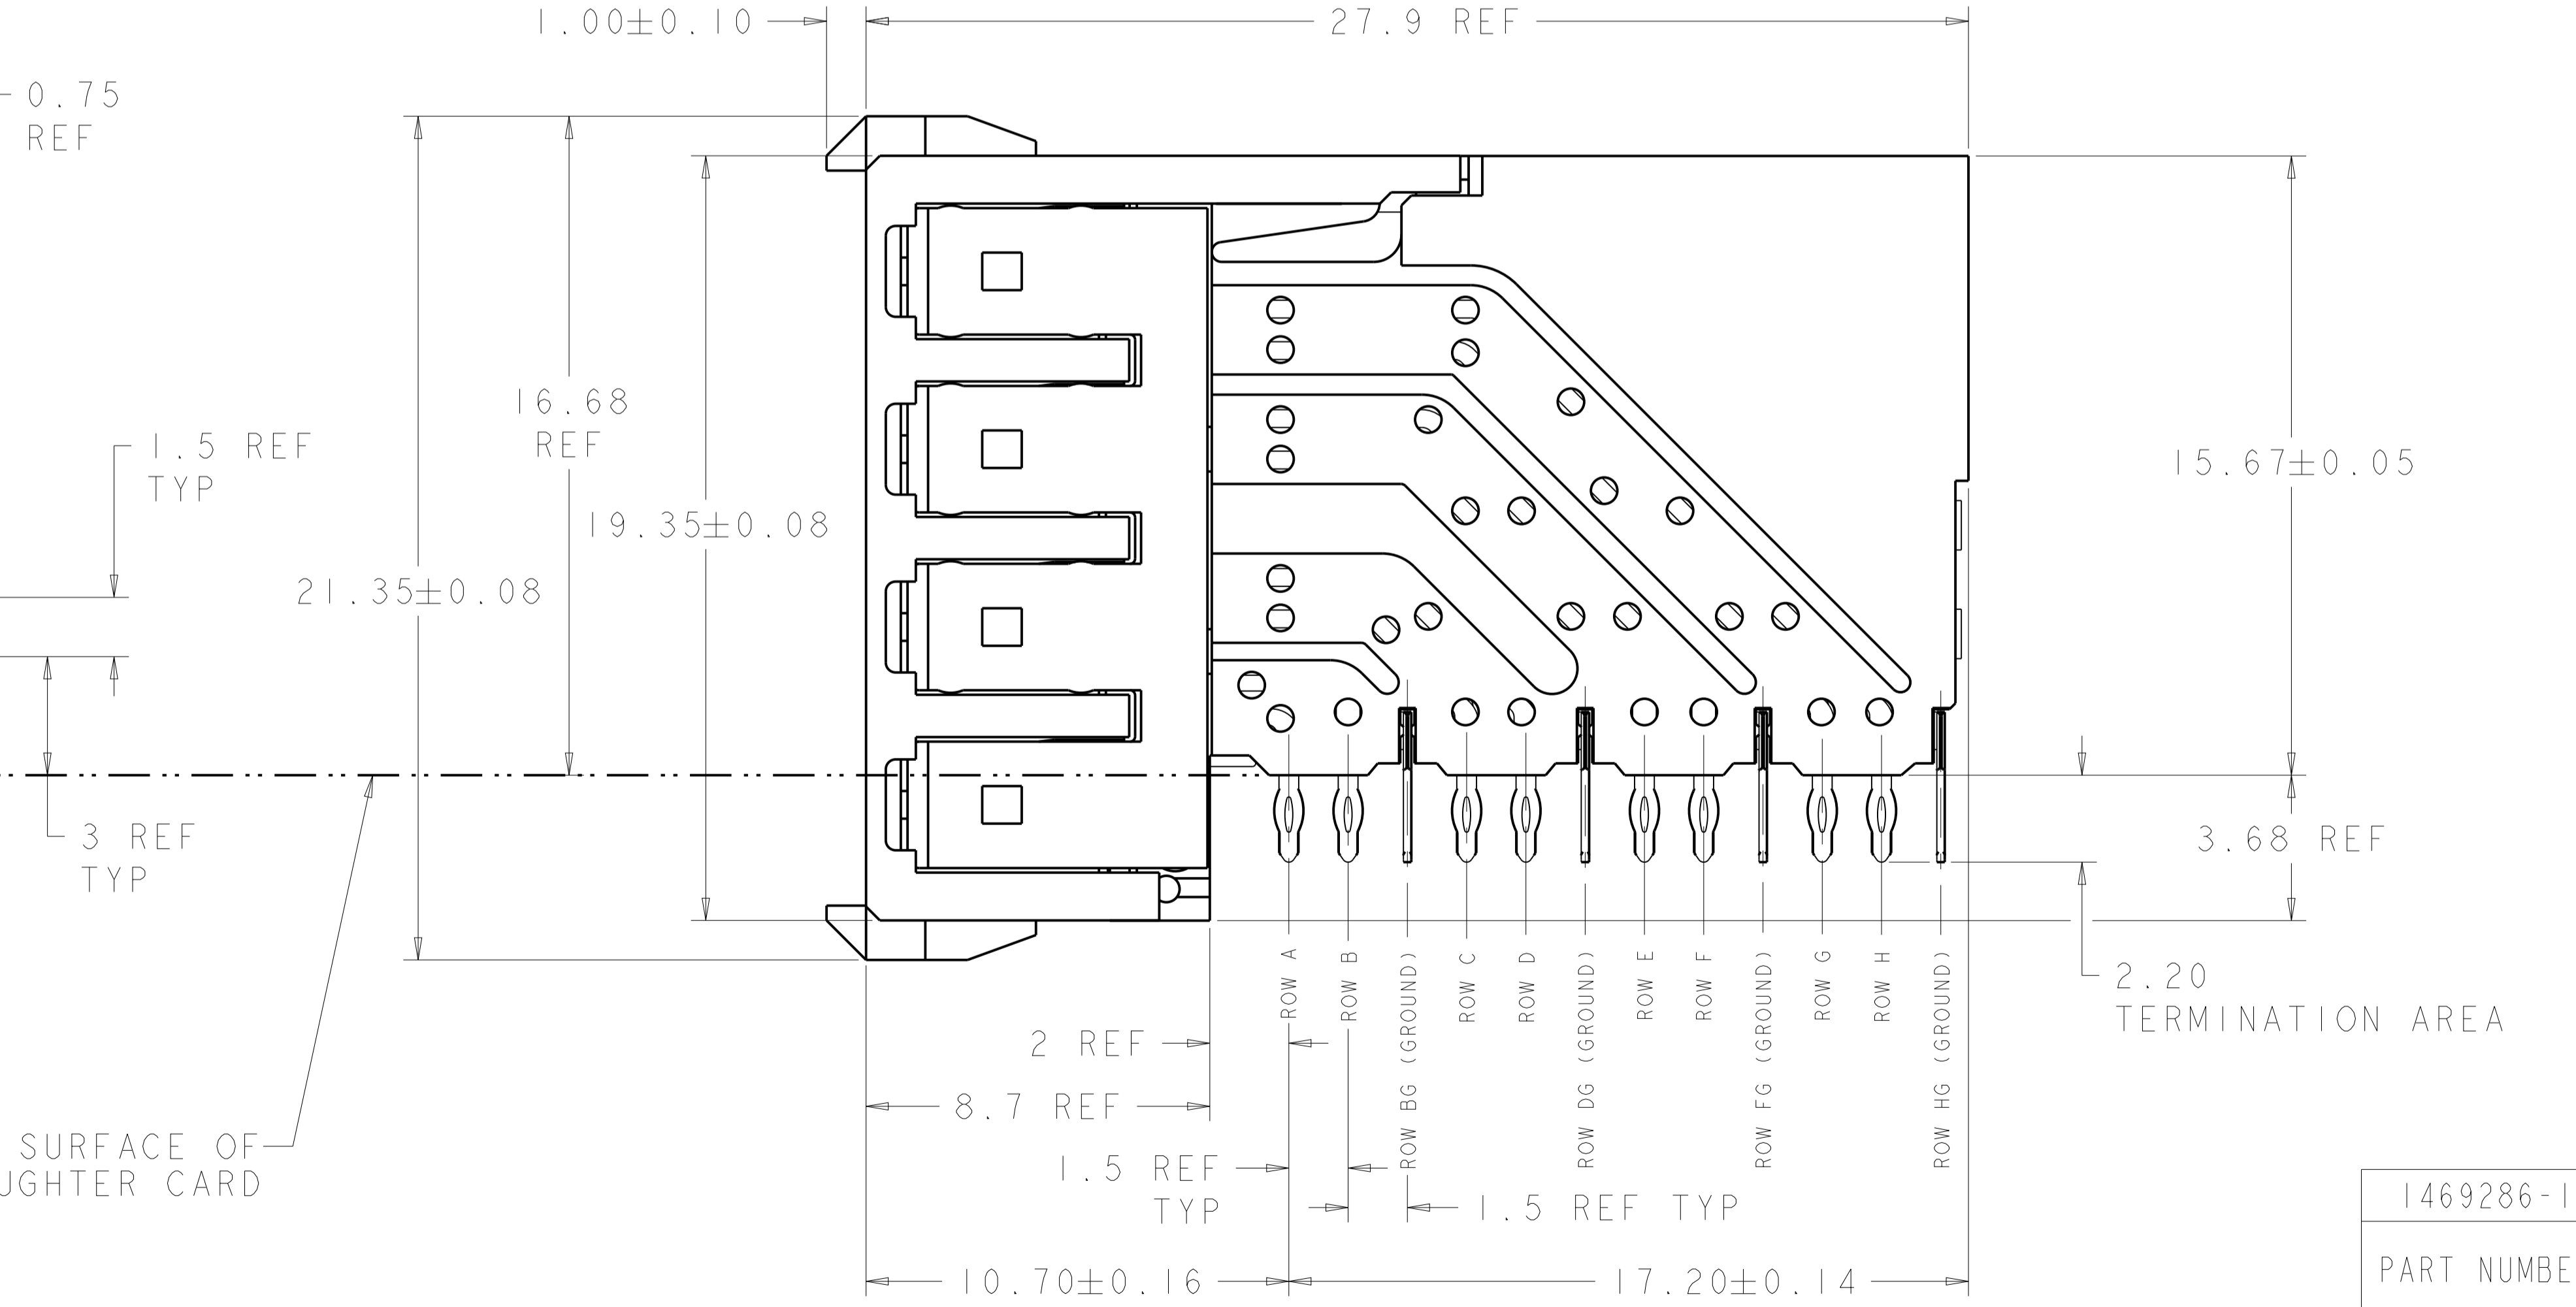 1.00±0.10
27.9 REF
0.75
REF
16.68
REF
1.5 REF
TYP
15.67±0.05
19.35±0.08
21.35±0.08
3 REF
TYP
3.68 REF
2.20
TERMINATION AREA
ROW A
ROW B
ROW BG (GROUND)
ROW C
ROW D
ROW DG (GROUND)
ROW E
ROW F
ROW FG (GROUND)
ROW G
ROW H
ROW HG (GROUND)
2 REF
8.7 REF
SURFACE OF
UGHTER CARD
1.5 REF
TYP
1.5 REF TYP
10.70±0.16
17.20±0.14
1469286-1
PART NUMBE